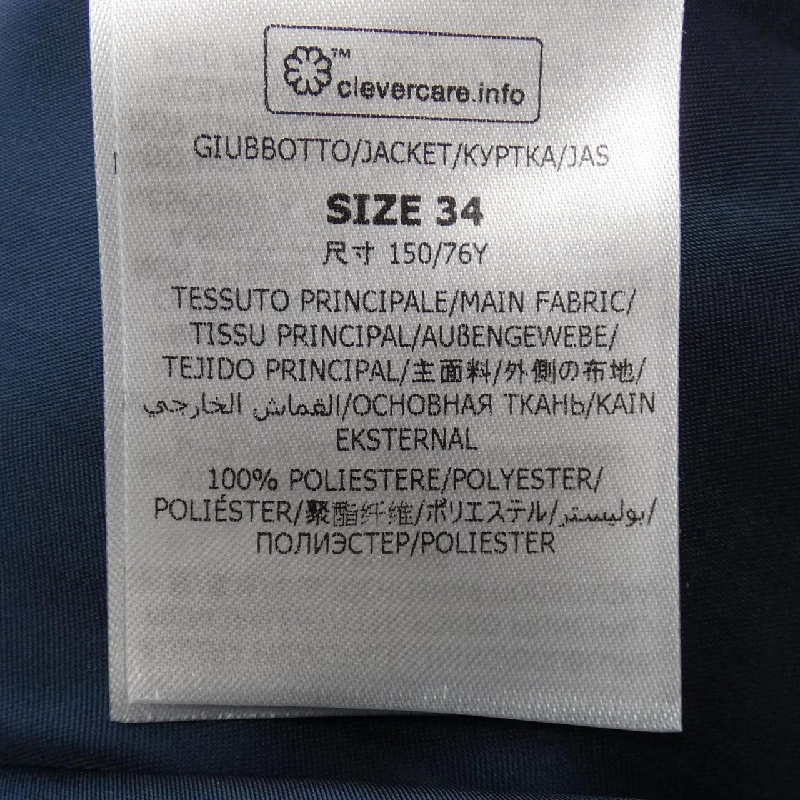 ™
clevercare.info
GIUBBOTTO/JACKET/КУРТКА/JAS
SIZE 34
尺寸 150/76Y
TESSUTO PRINCIPALE/MAIN FABRIC/
TISSU PRINCIPAL/AUßENGEWEBE/
TEJIDO PRINCIPAL/主面料/外側の布地/
القماش الخارجي/ОСНОВНАЯ ТКАНЬ/KAIN
EKSTERNAL
100% POLIESTERE/POLYESTER/
POLIÉSTER/聚酯纤维/ポリエステル/بوليستر/
ПОЛИЭСТЕР/POLIESTER